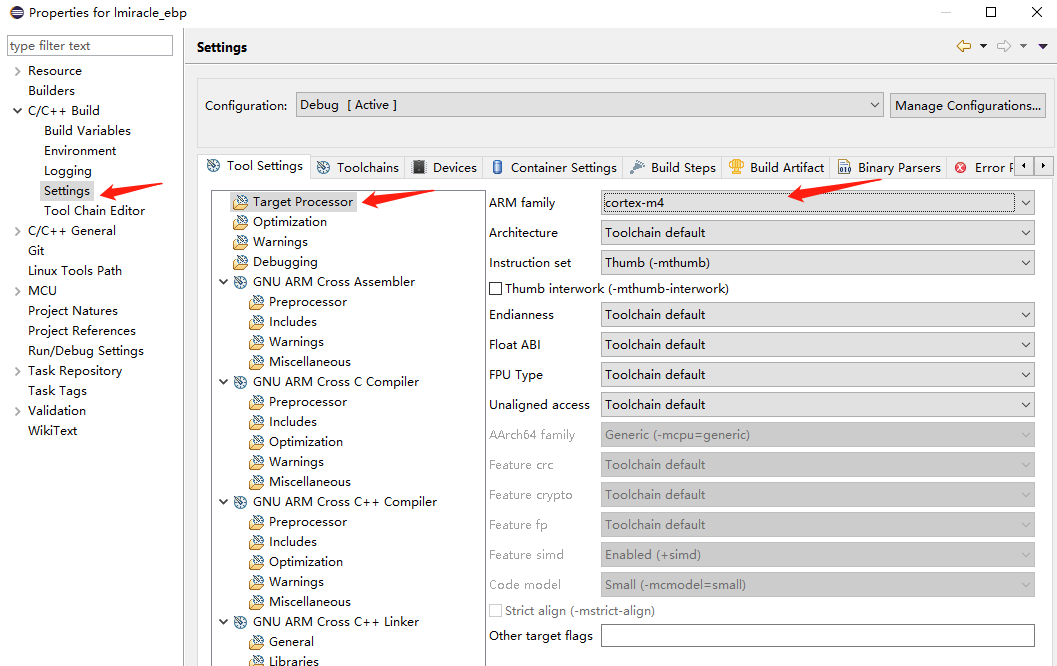 Properties for lmiracle_ebp
type filter text
Resource
Builders
C/C++ Build
Build Variables
Environment
Logging
Settings
Tool Chain Editor
C/C++ General
Git
Linux Tools Path
MCU
Project Natures
Project References
Run/Debug Settings
Task Repository
Task Tags
Validation
WikiText
Settings
Configuration: Debug [ Active ] Manage Configurations...
Tool Settings Toolchains Devices Container Settings Build Steps Build Artifact Binary Parsers Error P
Target Processor
Optimization
Warnings
Debugging
GNU ARM Cross Assembler
Preprocessor
Includes
Warnings
Miscellaneous
GNU ARM Cross C Compiler
Preprocessor
Includes
Optimization
Warnings
Miscellaneous
GNU ARM Cross C++ Compiler
Preprocessor
Includes
Optimization
Warnings
Miscellaneous
GNU ARM Cross C++ Linker
General
Libraries
ARM family cortex-m4
Architecture Toolchain default
Instruction set Thumb (-mthumb)
Thumb interwork (-mthumb-interwork)
Endianness Toolchain default
Float ABI Toolchain default
FPU Type Toolchain default
Unaligned access Toolchain default
AArch64 family Generic (-mcpu=generic)
Feature crc Toolchain default
Feature crypto Toolchain default
Feature fp Toolchain default
Feature simd Enabled (+simd)
Code model Small (-mcmodel=small)
Strict align (-mstrict-align)
Other target flags